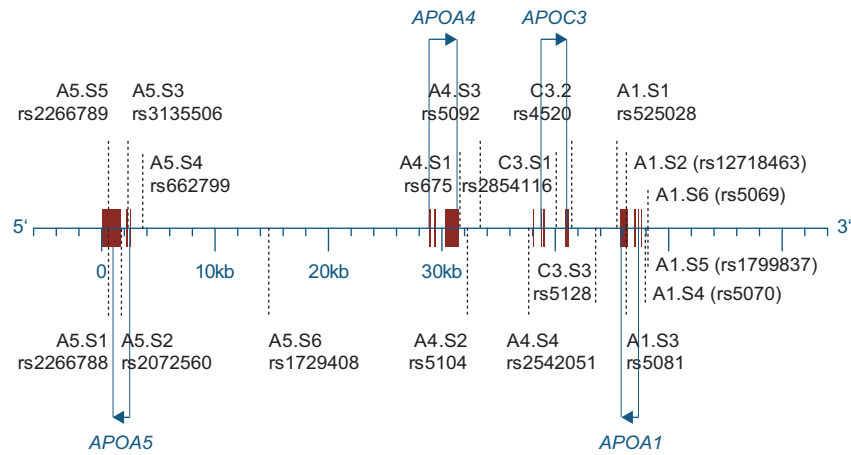 APOA4
APOC3
A5.S5
rs2266789
A5.S3
rs3135506
A4.S3
rs5092
C3.2
rs4520
A1.S1
rs525028
A5.S4
rs662799
A4.S1
rs675
C3.S1
rs2854116
A1.S2 (rs12718463)
A1.S6 (rs5069)
5‘
3‘
0
10kb
20kb
30kb
C3.S3
rs5128
A1.S5 (rs1799837)
A1.S4 (rs5070)
A5.S1
rs2266788
A5.S2
rs2072560
A5.S6
rs1729408
A4.S2
rs5104
A4.S4
rs2542051
A1.S3
rs5081
APOA5
APOA1